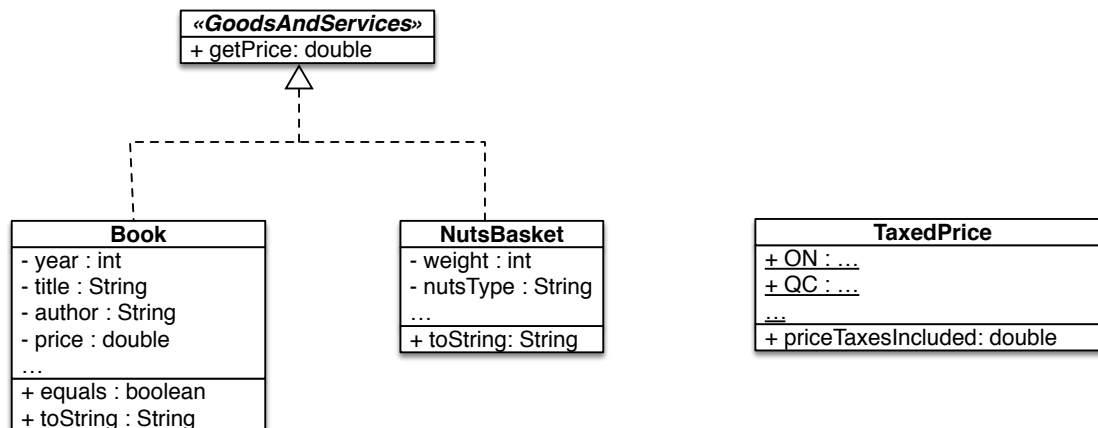 «GoodsAndServices»
+ getPrice: double
Book
- year : int
- title : String
- author : String
- price : double
…
+ equals : boolean
+ toString : String
NutsBasket
- weight : int
- nutsType : String
…
+ toString: String
TaxedPrice
+ ON : …
+ QC : …
…
+ priceTaxesIncluded: double